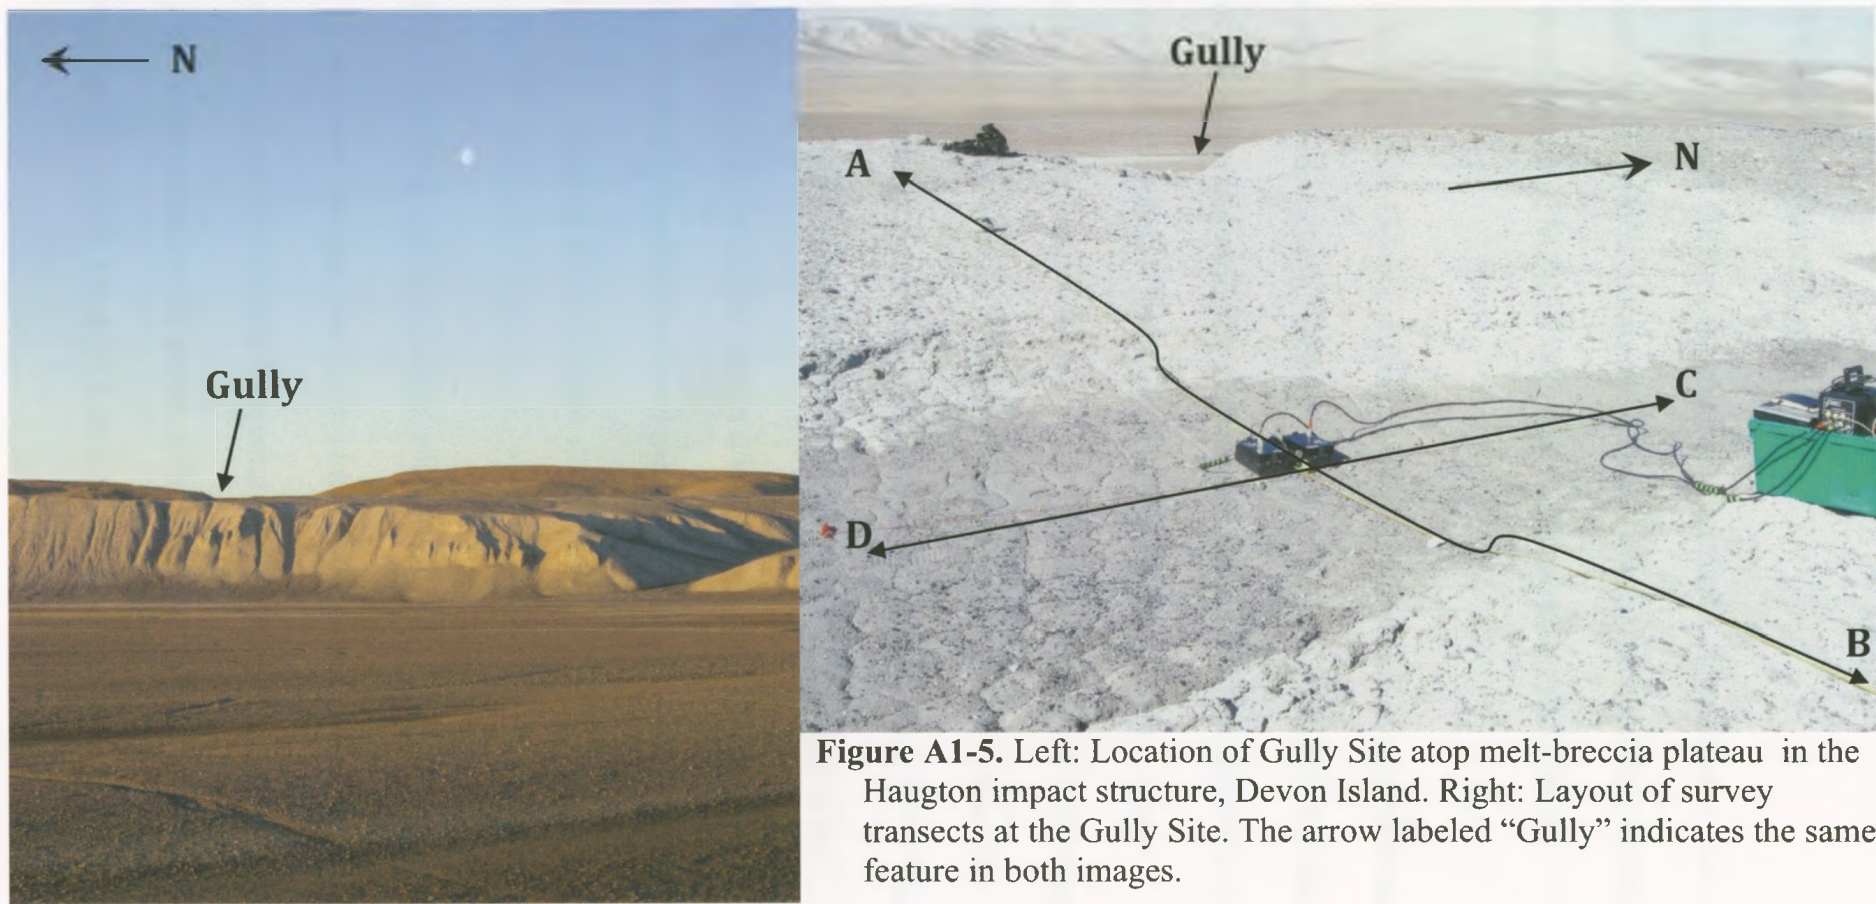 N
Gully
Gully
A
N
C
D
B
Figure A1-5. Left: Location of Gully Site atop melt-breccia plateau in the
Haugton impact structure, Devon Island. Right: Layout of survey
transects at the Gully Site. The arrow labeled “Gully” indicates the same
feature in both images.